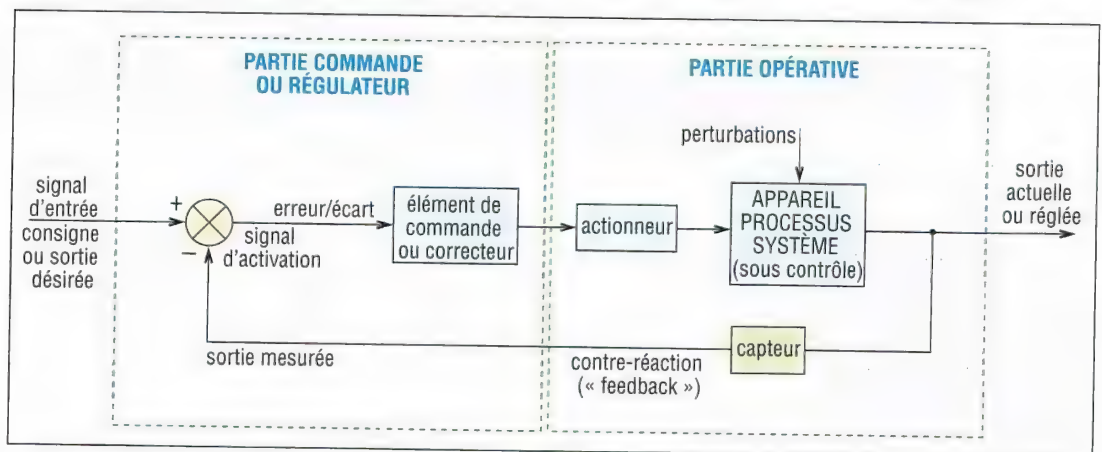 PARTIE COMMANDE
OU RÉGULATEUR
PARTIE OPÉRATIVE
perturbations
signal
d'entrée
consigne
ou sortie
désirée
+
−
erreur/écart
signal
d'activation
élément de
commande
ou correcteur
actionneur
APPAREIL
PROCESSUS
SYSTÈME
(sous contrôle)
sortie
actuelle
ou réglée
sortie mesurée
contre-réaction
(« feedback »)
capteur